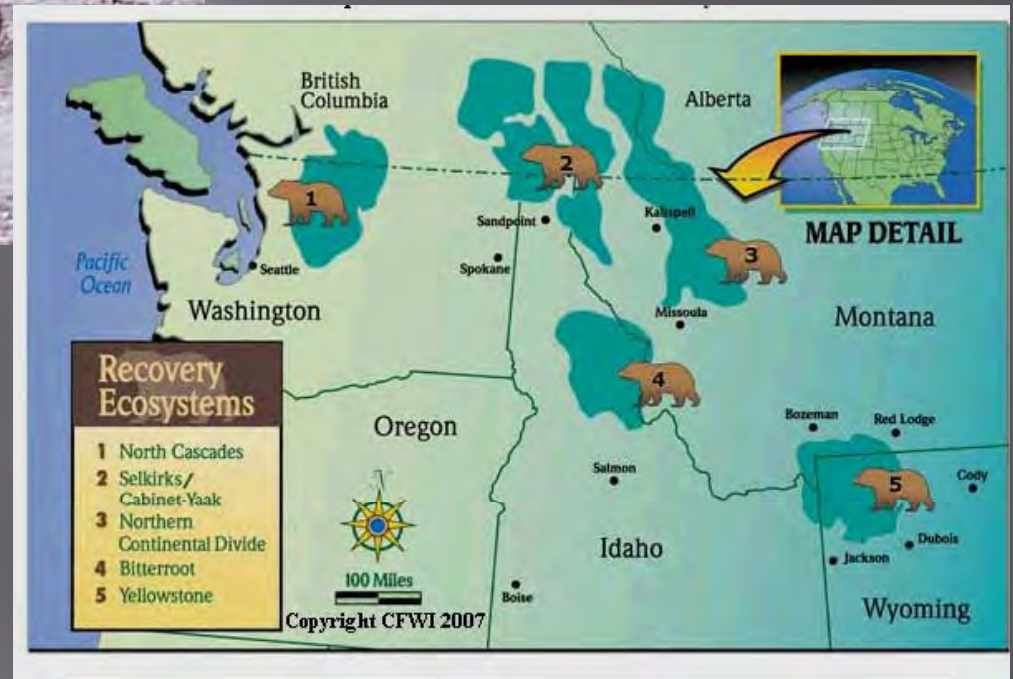 British
Columbia
Alberta
1
2
3
4
5
Sandpoint
Kalispell
MAP DETAIL
Pacific
Ocean
Seattle
Spokane
Washington
Missoula
Montana
Recovery
Ecosystems
1 North Cascades
2 Selkirks/
Cabinet-Yaak
3 Northern
Continental Divide
4 Bitterroot
5 Yellowstone
Oregon
Bozeman
Red Lodge
Salmon
Cody
Idaho
Dubois
Jackson
100 Miles
Boise
Wyoming
Copyright CFWI 2007